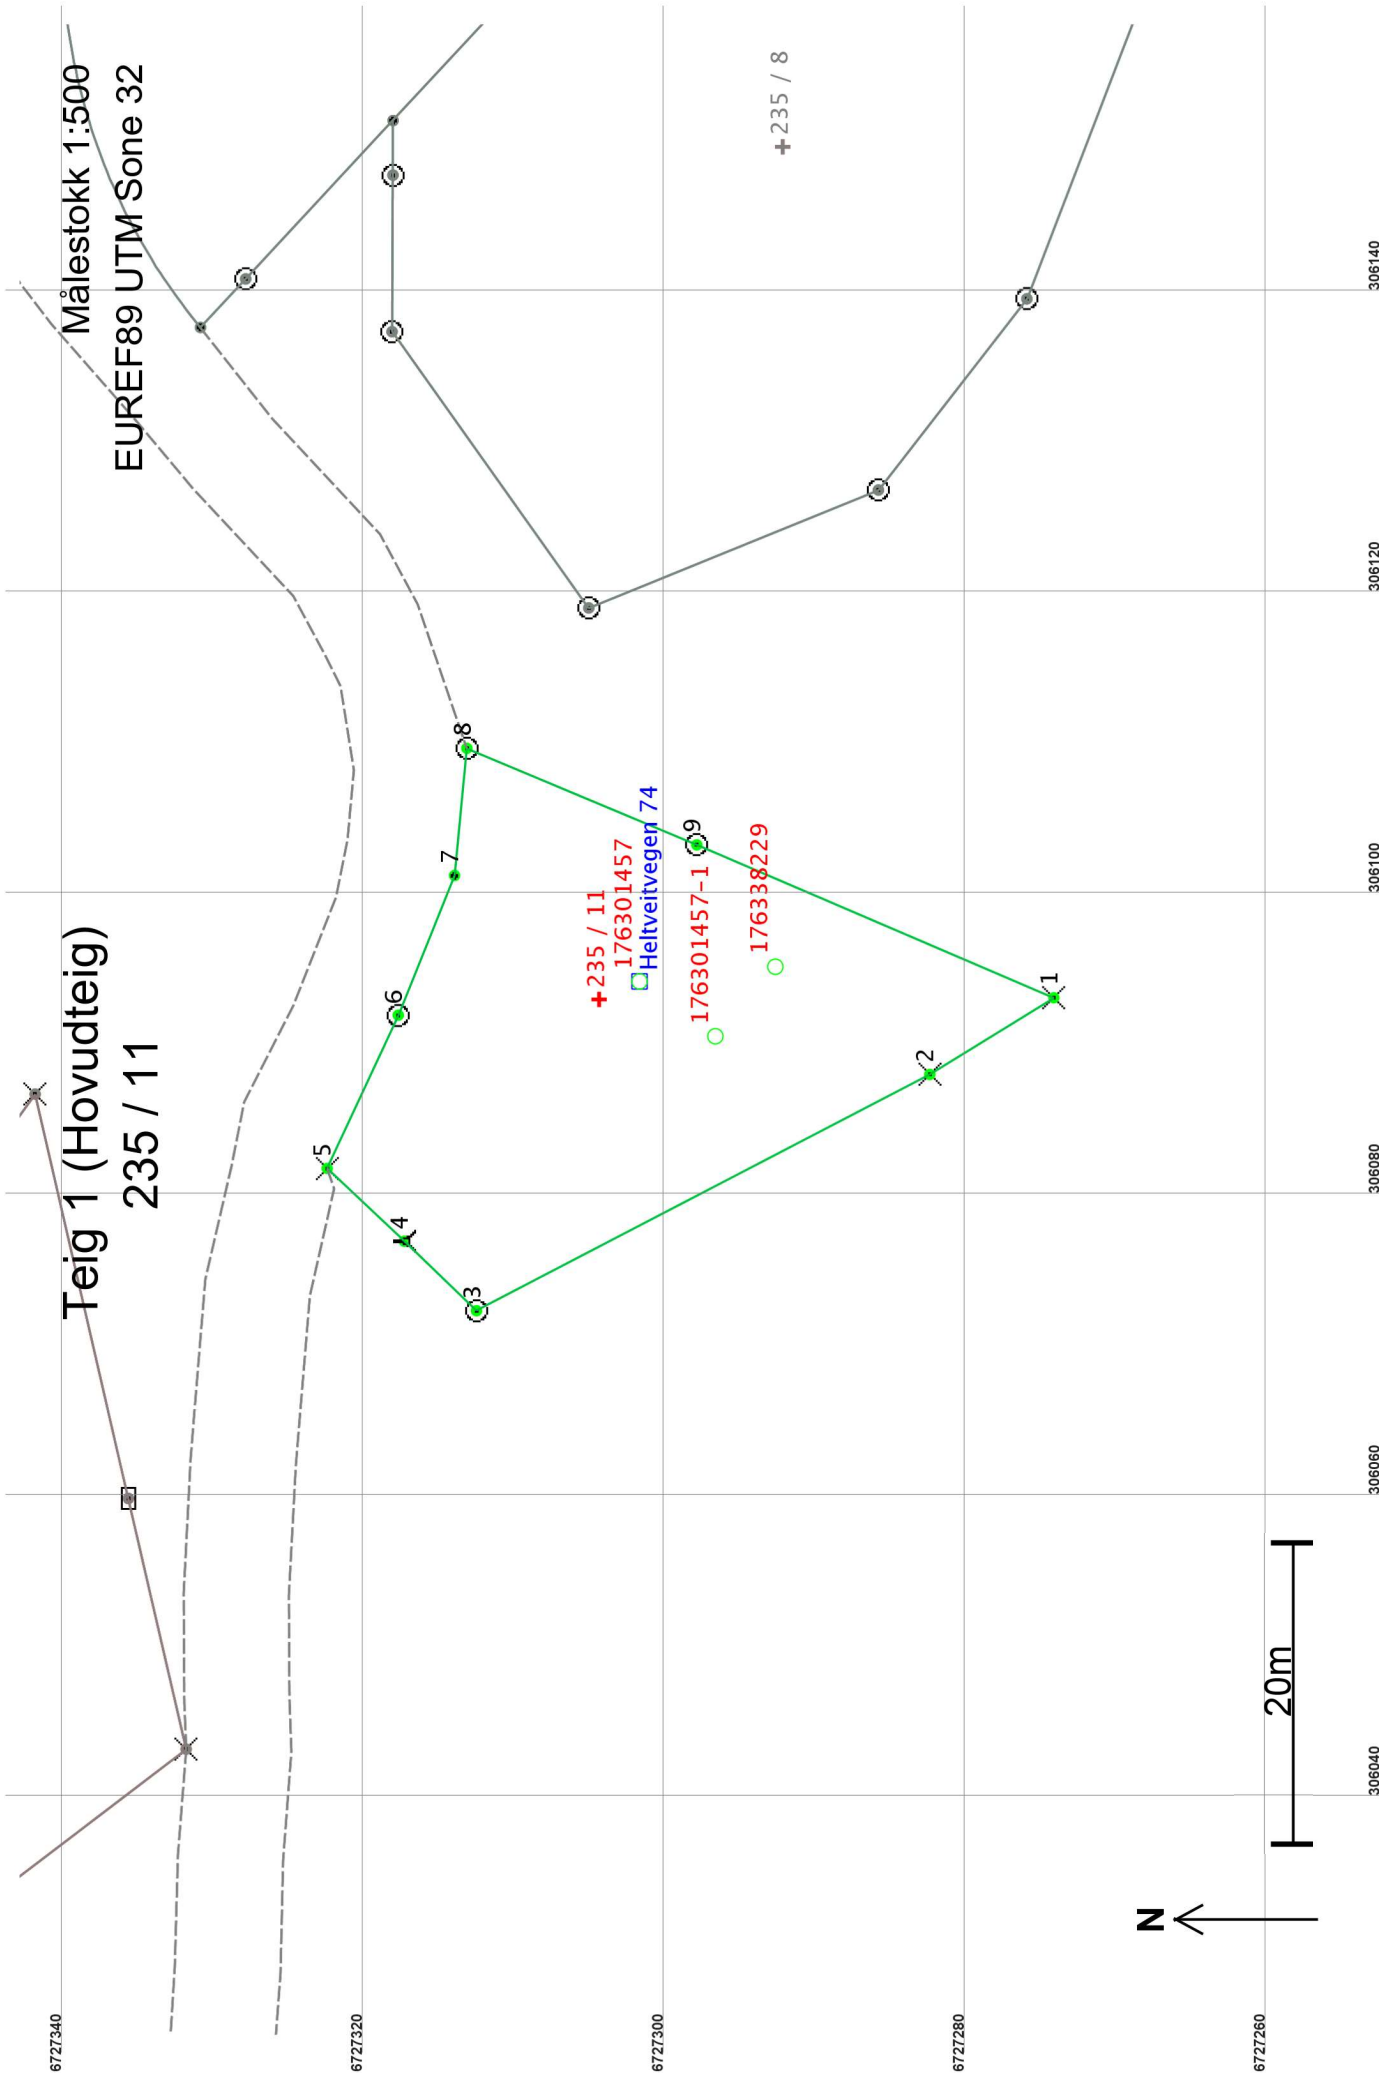 Teig 1 (Hovudteig)
235 / 11
Målestokk 1:500
EUREF89 UTM Sone 32
6727340
6727320
6727300
6727280
6727260
5
4
3
6
7
8
+235 / 11
176301457
Heltveitvegen 74
176301457-1
9
176338229
2
1
+235 / 8
N
20m
306040
306060
306080
306100
306120
306140